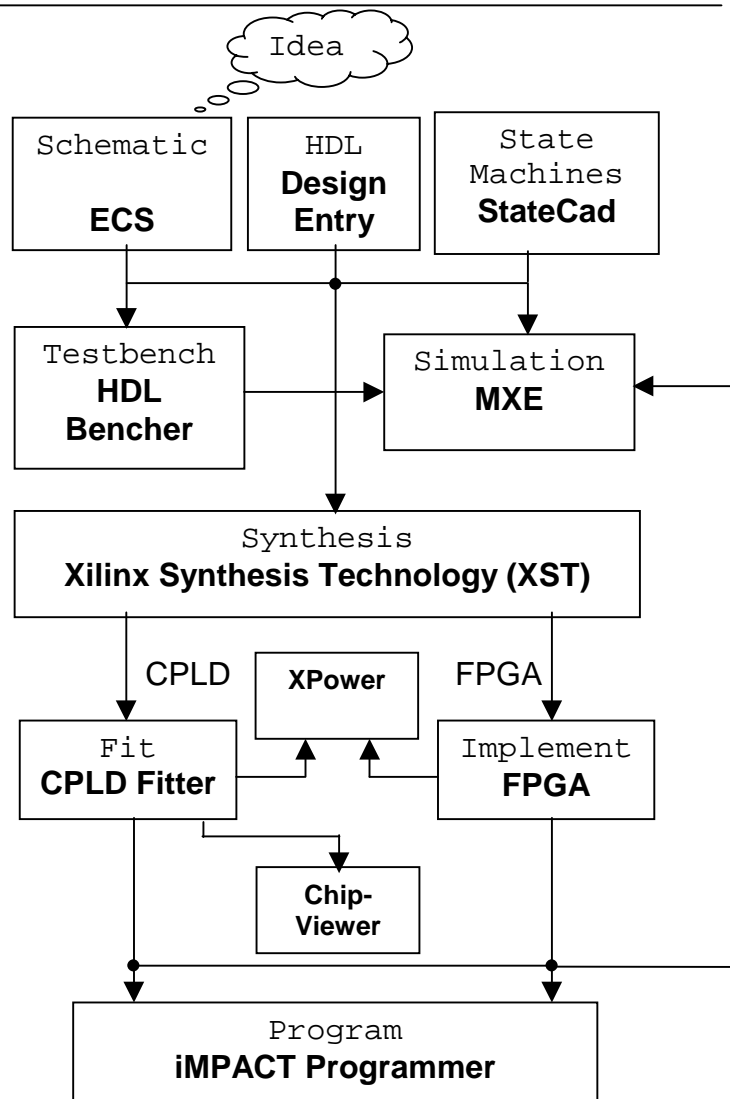 Idea
Schematic
ECS
HDL
Design
Entry
State
Machines
StateCad
Testbench
HDL
Bencher
Simulation
MXE
Synthesis
Xilinx Synthesis Technology (XST)
CPLD
XPower
FPGA
Fit
CPLD Fitter
Implement
FPGA
Chip-
Viewer
Program
iMPACT Programmer